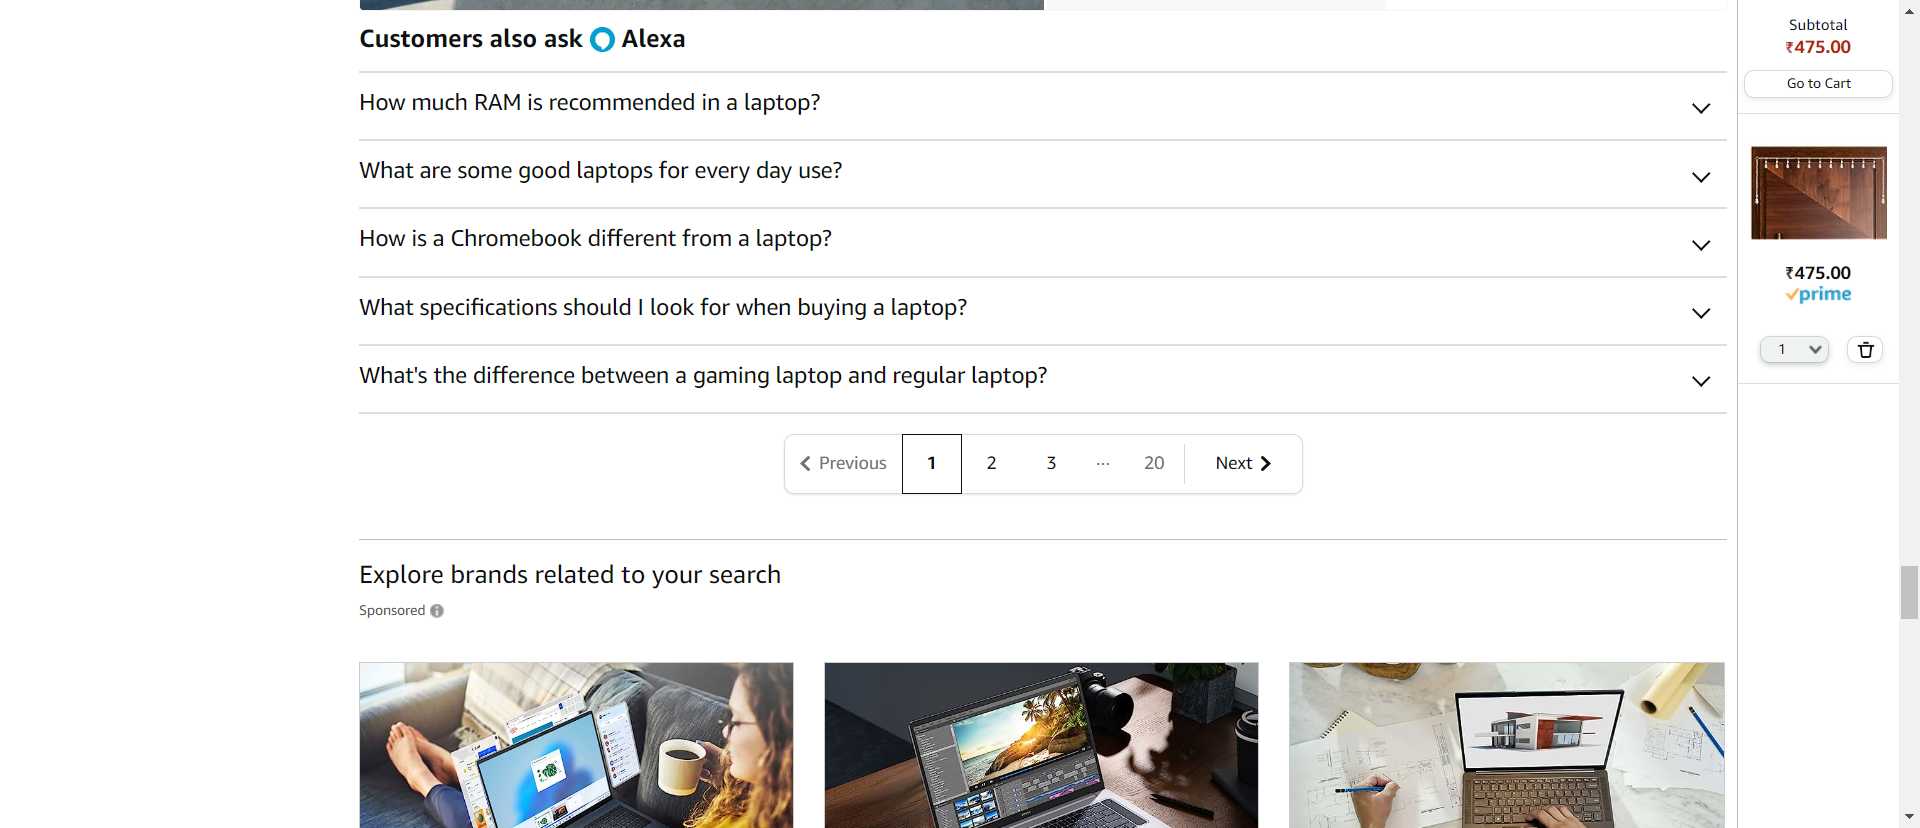 Customers also ask Alexa
How much RAM is recommended in a laptop?
What are some good laptops for every day use?
How is a Chromebook different from a laptop?
What specifications should I look for when buying a laptop?
What's the difference between a gaming laptop and regular laptop?
Previous 1 2 3 ... 20 Next
Explore brands related to your search
Sponsored
Subtotal
₹475.00
Go to Cart
₹475.00
prime
1